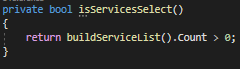 private bool isServicesSelect()
{
return buildServiceList().Count > 0;
}